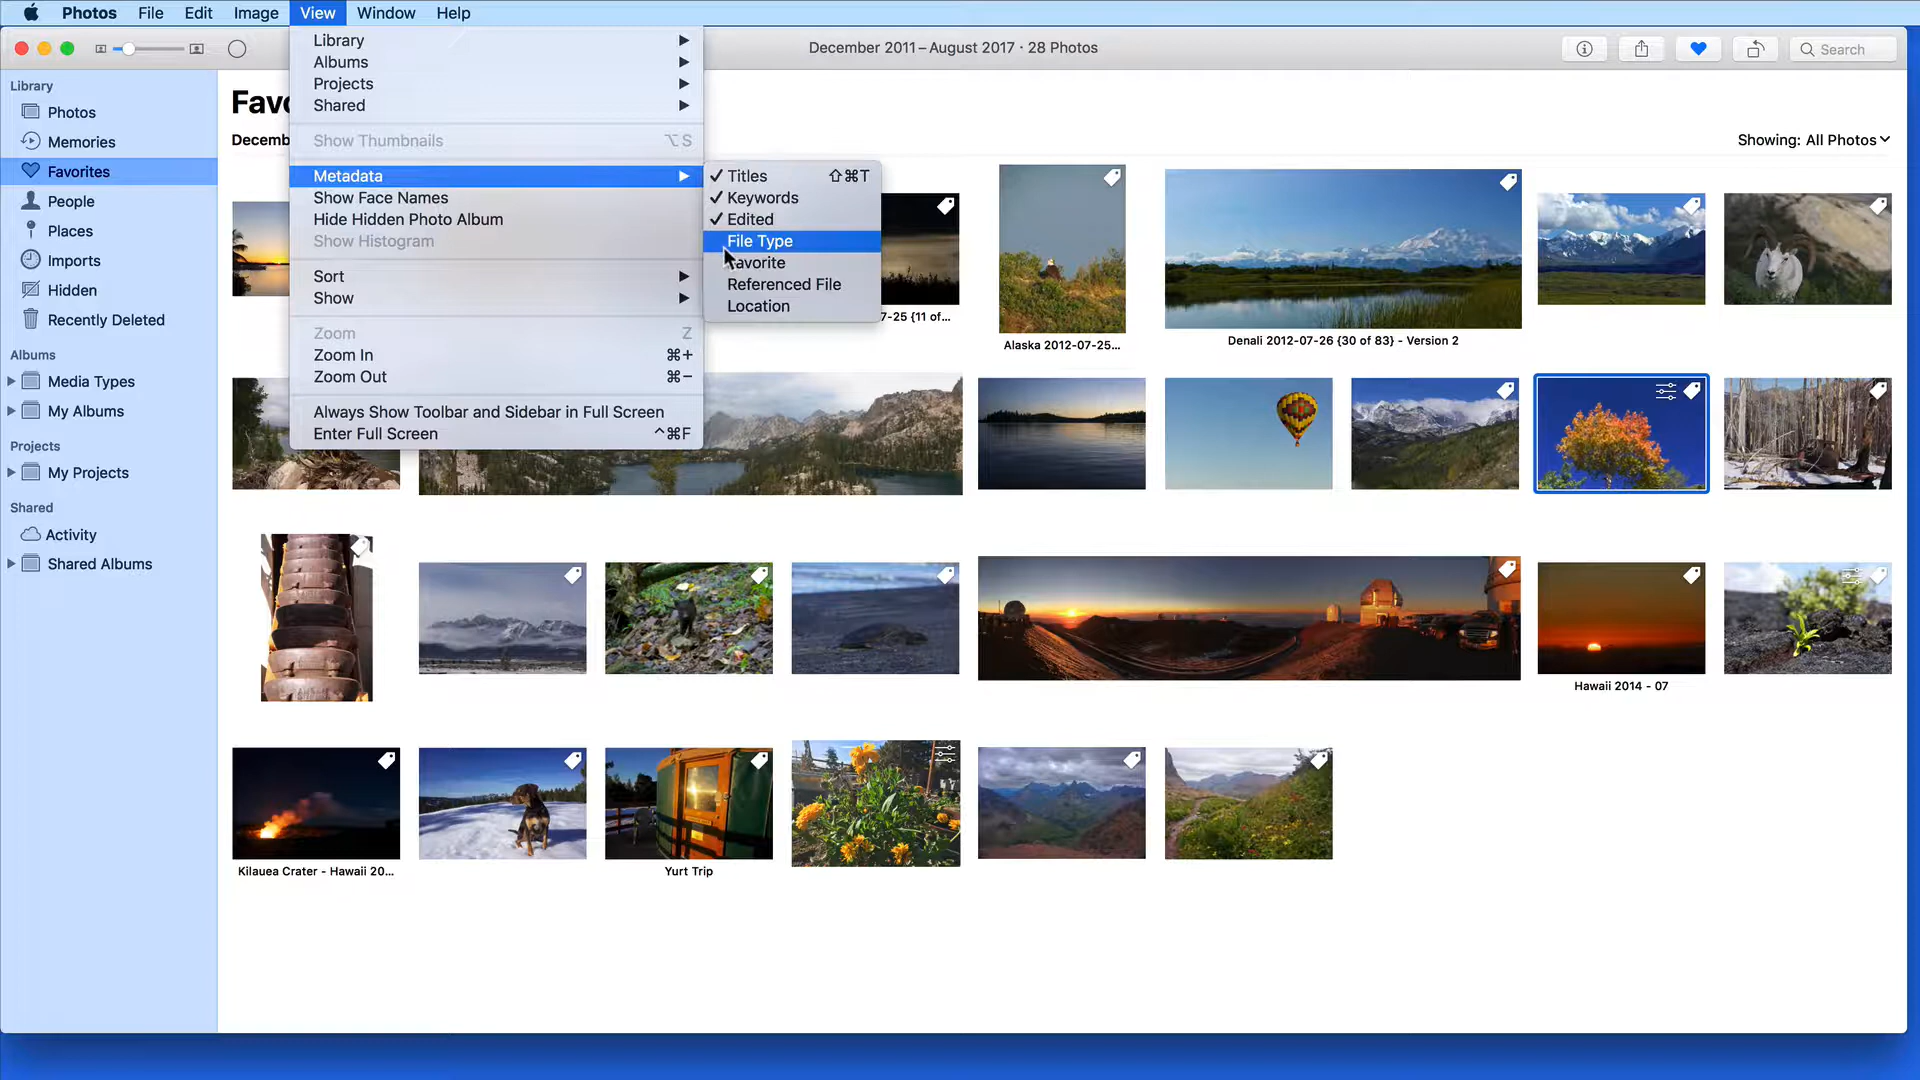 Photos File Edit Image View Window Help
December 2011 – August 2017 · 28 Photos
Search
Library
Photos
Memories
Favorites
People
Places
Imports
Hidden
Recently Deleted
Albums
Media Types
My Albums
Projects
My Projects
Shared
Activity
Shared Albums
Favo
Decemb
Showing: All Photos
Library
Albums
Projects
Shared
Show Thumbnails ⌥S
Metadata
Show Face Names
Hide Hidden Photo Album
Show Histogram
Sort
Show
Zoom Z
Zoom In ⌘+
Zoom Out ⌘−
Always Show Toolbar and Sidebar in Full Screen
Enter Full Screen ^⌘F
✓ Titles ⇧⌘T
✓ Keywords
✓ Edited
File Type
Favorite
Referenced File
Location
7-25 {11 of...
Alaska 2012-07-25...
Denali 2012-07-26 {30 of 83} - Version 2
Hawaii 2014 - 07
Kilauea Crater - Hawaii 20...
Yurt Trip